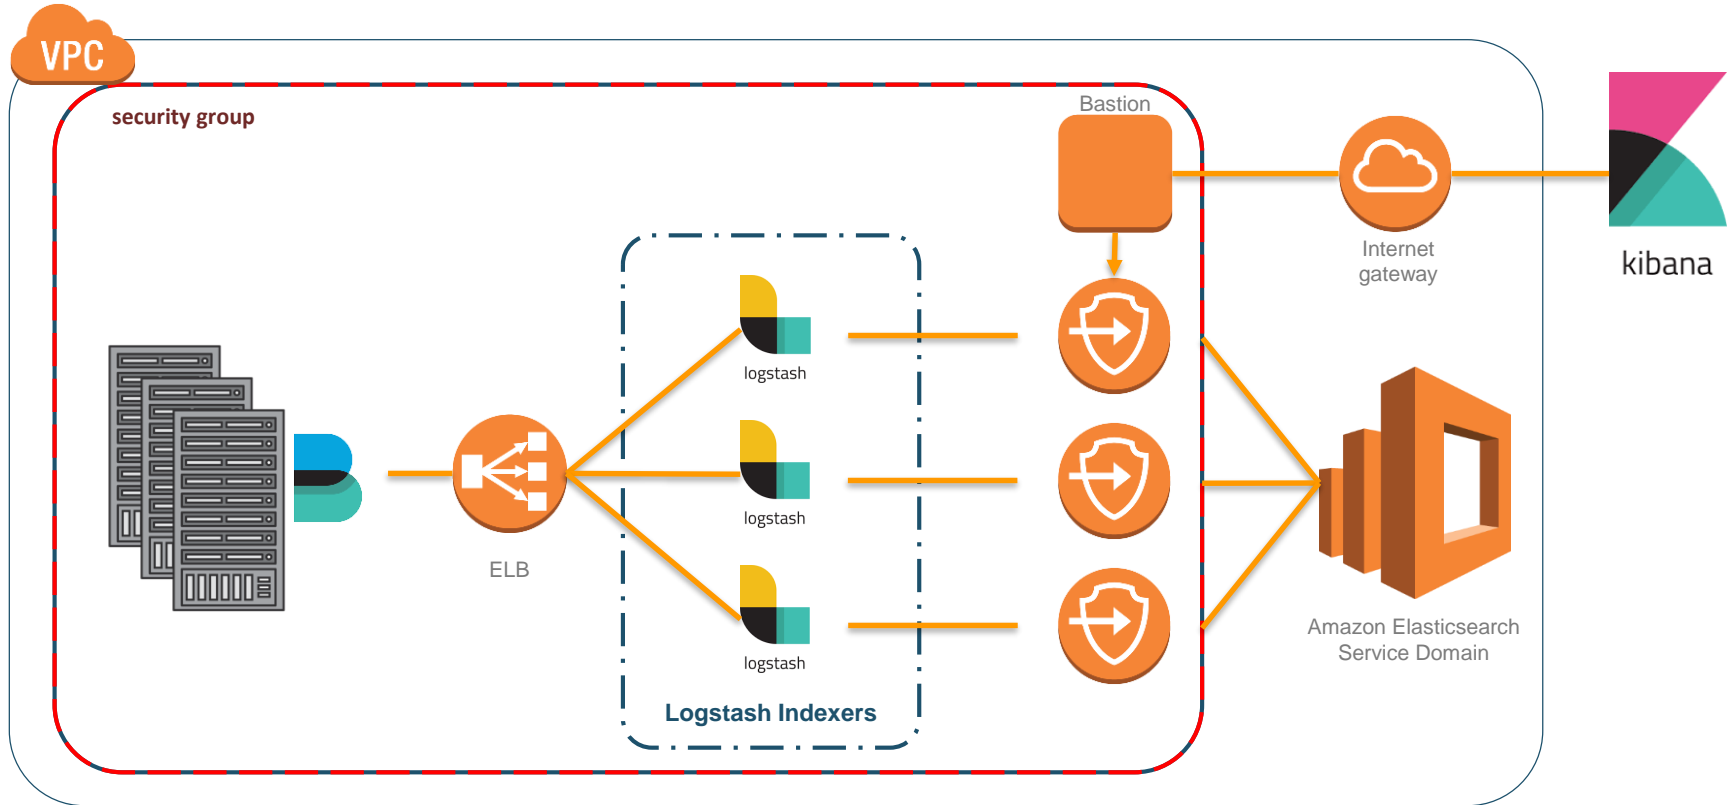 VPC
security group
Bastion
Internet
gateway
kibana
logstash
logstash
ELB
logstash
Amazon Elasticsearch
Service Domain
Logstash Indexers